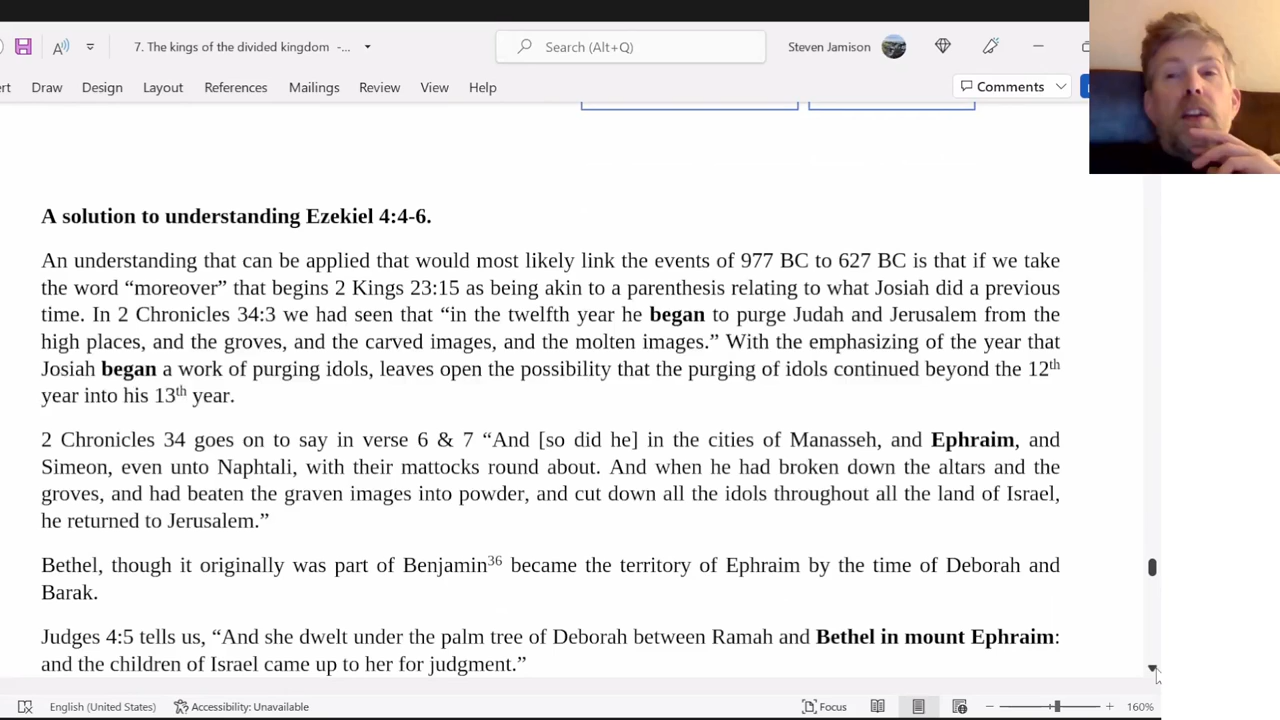 7. The kings of the divided kingdom -...
Search (Alt+Q)
Steven Jamison
Draw Design Layout References Mailings Review View Help
Comments
A solution to understanding Ezekiel 4:4-6.
An understanding that can be applied that would most likely link the events of 977 BC to 627 BC is that if we take
the word “moreover” that begins 2 Kings 23:15 as being akin to a parenthesis relating to what Josiah did a previous
time. In 2 Chronicles 34:3 we had seen that “in the twelfth year he began to purge Judah and Jerusalem from the
high places, and the groves, and the carved images, and the molten images.” With the emphasizing of the year that
Josiah began a work of purging idols, leaves open the possibility that the purging of idols continued beyond the 12th
year into his 13th year.
2 Chronicles 34 goes on to say in verse 6 & 7 “And [so did he] in the cities of Manasseh, and Ephraim, and
Simeon, even unto Naphtali, with their mattocks round about. And when he had broken down the altars and the
groves, and had beaten the graven images into powder, and cut down all the idols throughout all the land of Israel,
he returned to Jerusalem.”
Bethel, though it originally was part of Benjamin36 became the territory of Ephraim by the time of Deborah and
Barak.
Judges 4:5 tells us, “And she dwelt under the palm tree of Deborah between Ramah and Bethel in mount Ephraim:
and the children of Israel came up to her for judgment.”
English (United States) Accessibility: Unavailable Focus 160%